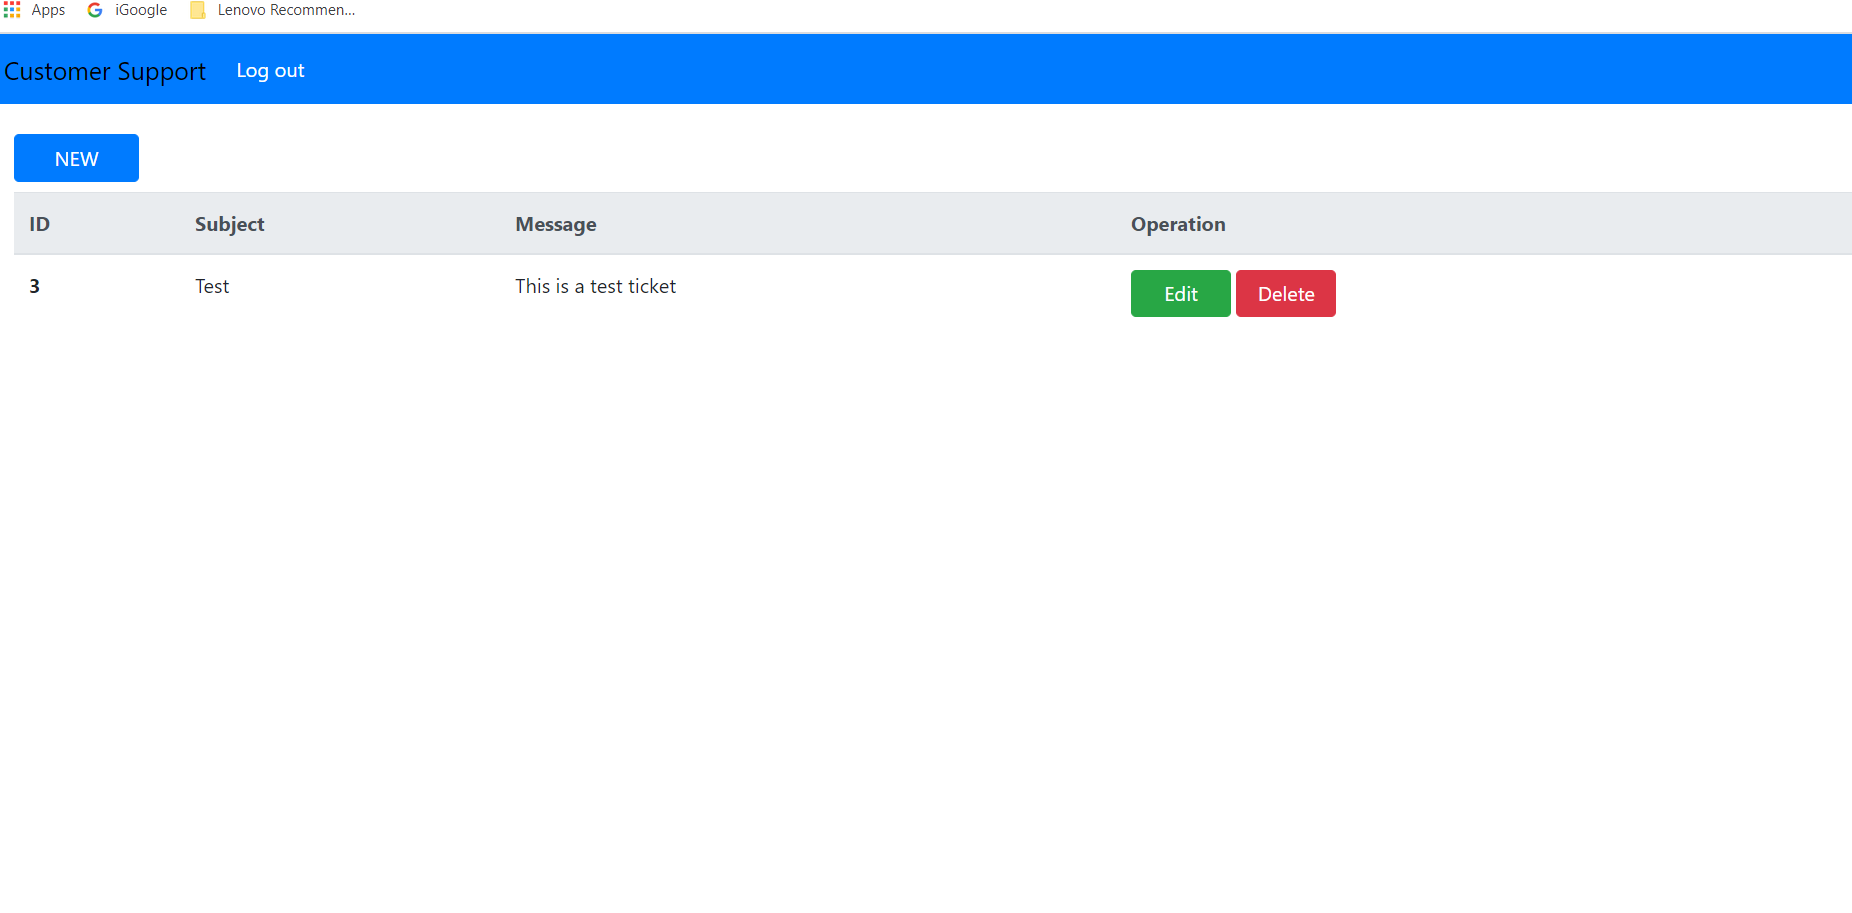 Apps iGoogle Lenovo Recommen...
Customer Support Log out
NEW
ID Subject Message Operation
3 Test This is a test ticket Edit Delete